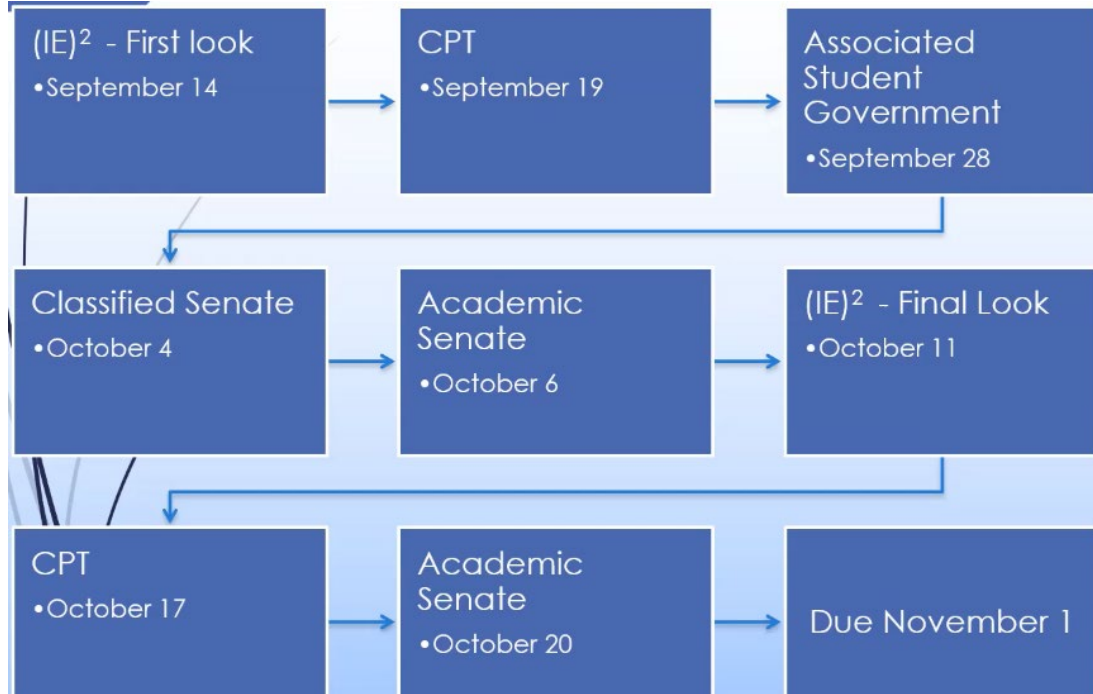 (IE)² - First look
•September 14
CPT
•September 19
Associated
Student
Government
•September 28
Classified Senate
•October 4
Academic
Senate
•October 6
(IE)² - Final Look
•October 11
CPT
•October 17
Academic
Senate
•October 20
Due November 1